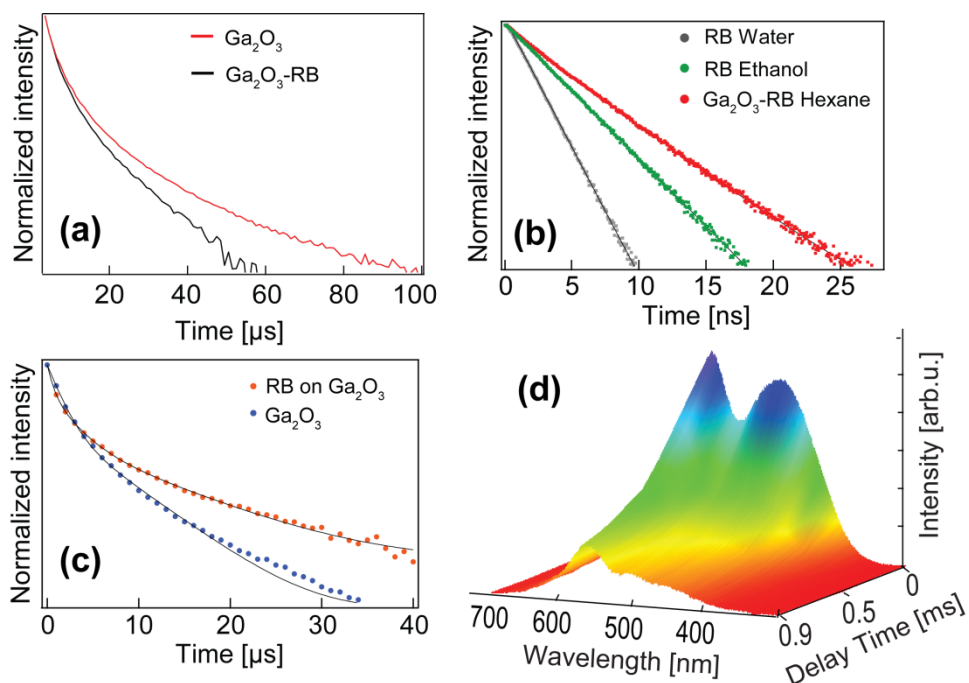 Normalized intensity
Ga₂O₃
Ga₂O₃-RB
(a)
20 40 60 80 100
Time [µs]
Normalized intensity
RB Water
RB Ethanol
Ga₂O₃-RB Hexane
(b)
0 5 10 15 20 25
Time [ns]
Normalized intensity
RB on Ga₂O₃
Ga₂O₃
(c)
0 10 20 30 40
Time [µs]
(d)
Intensity [arb.u.]
700 600 500 400
Wavelength [nm]
0.9 0.5 0
Delay Time [ms]